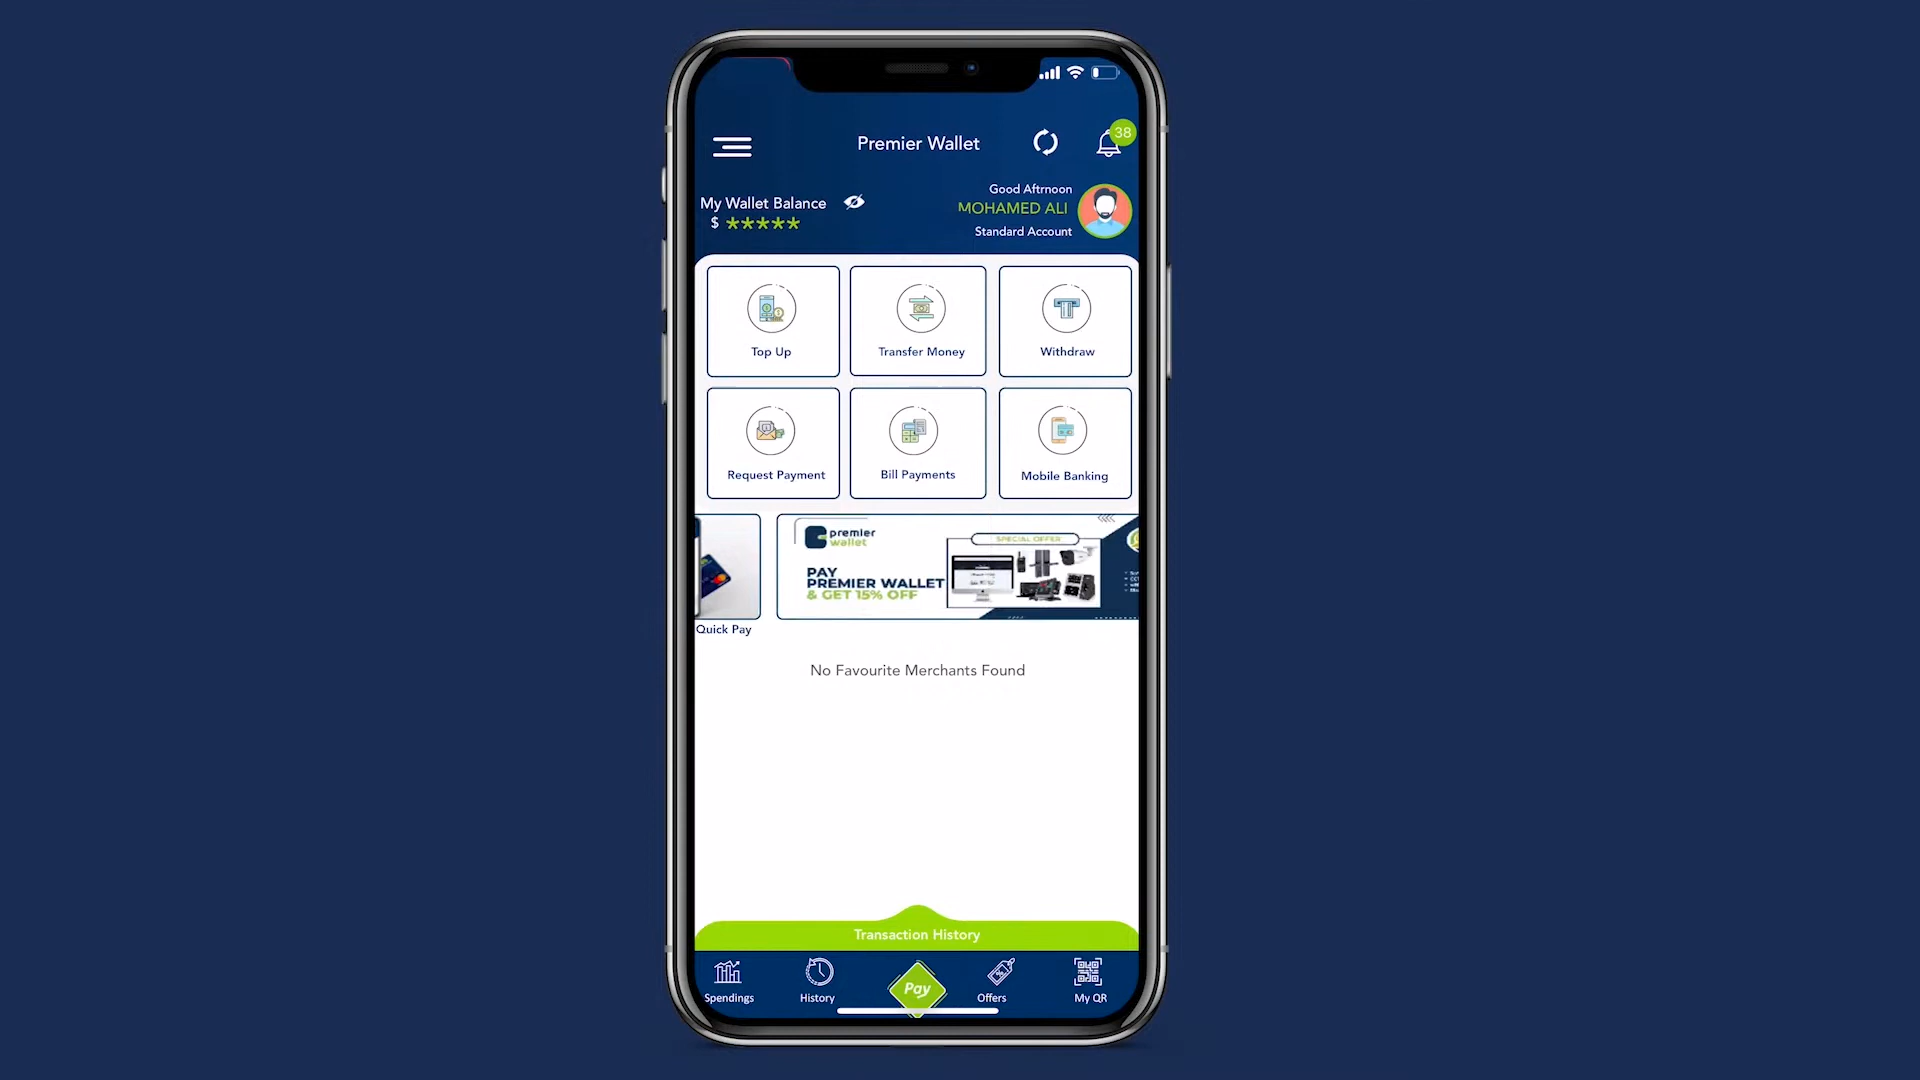 Premier Wallet
38
My Wallet Balance
$ *****
Good Aftrnoon
MOHAMED ALI
Standard Account
Top Up
Transfer Money
Withdraw
Request Payment
Bill Payments
Mobile Banking
premier
wallet
SPECIAL OFFER
PAY
PREMIER WALLET
& GET 15% OFF
Quick Pay
No Favourite Merchants Found
Transaction History
Spendings
History
Pay
Offers
My QR